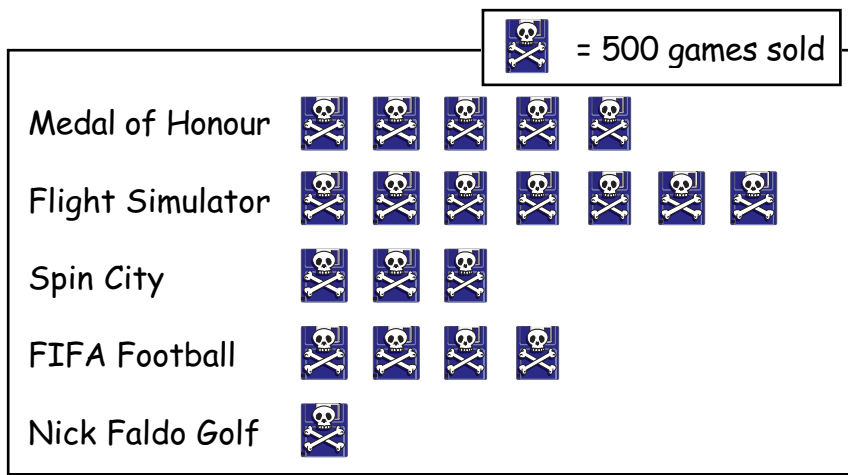 = 500 games sold
Medal of Honour
Flight Simulator
Spin City
FIFA Football
Nick Faldo Golf